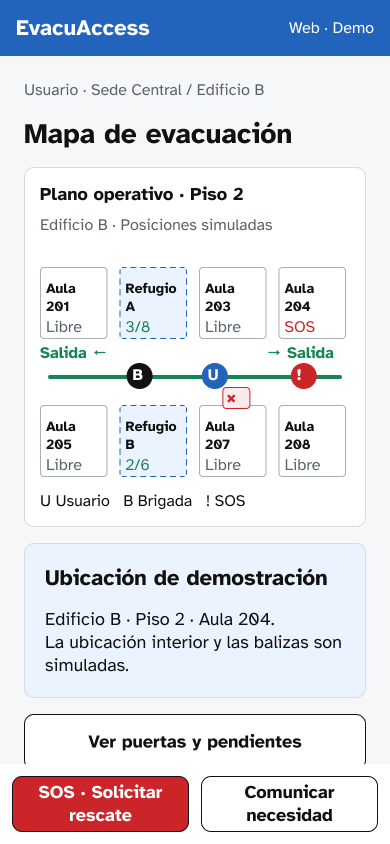 EvacuAccess
Web · Demo
Usuario · Sede Central / Edificio B
Mapa de evacuación
Plano operativo · Piso 2
Edificio B · Posiciones simuladas
Aula
201
Libre
Refugio
A
3/8
Aula
203
Libre
Aula
204
SOS
Salida ←
→ Salida
B
U
!
×
Aula
205
Libre
Refugio
B
2/6
Aula
207
Libre
Aula
208
Libre
U Usuario B Brigada ! SOS
Ubicación de demostración
Edificio B · Piso 2 · Aula 204.
La ubicación interior y las balizas son
simuladas.
Ver puertas y pendientes
SOS · Solicitar
rescate
Comunicar
necesidad